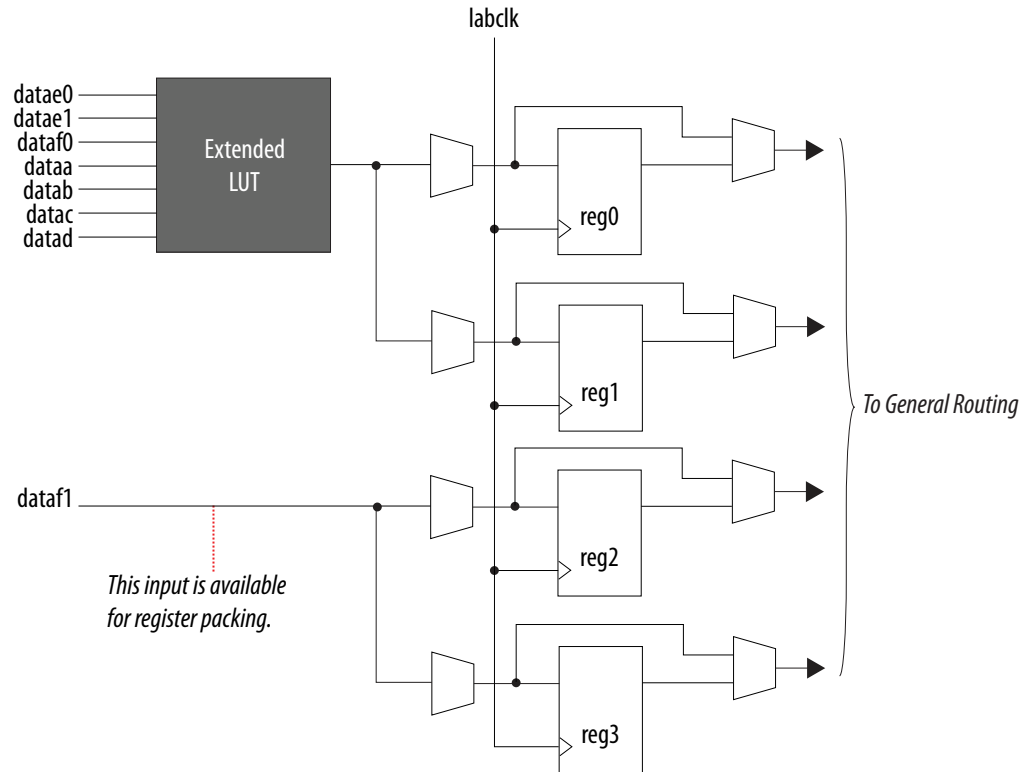 labclk
datae0
datae1
dataf0
dataa
datab
datac
datad
Extended
LUT
reg0
reg1
To General Routing
dataf1
This input is available
for register packing.
reg2
reg3